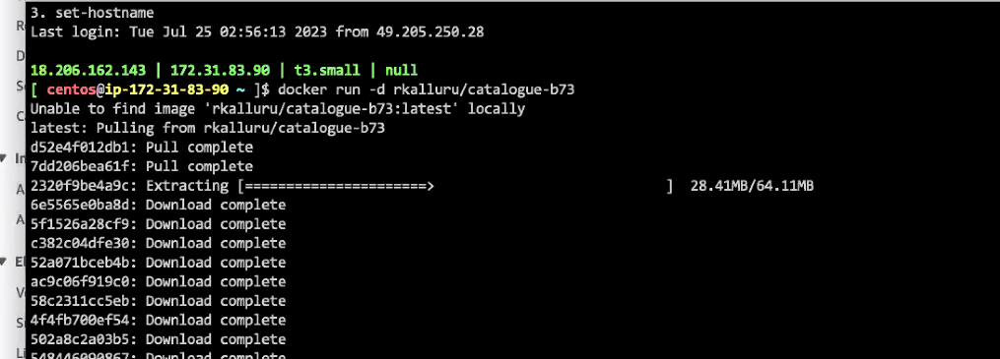 3. set-hostname
Last login: Tue Jul 25 02:56:13 2023 from 49.205.250.28
18.206.162.143 | 172.31.83.90 | t3.small | null
[ centos@ip-172-31-83-90 ~ ]$ docker run -d rkalluru/catalogue-b73
Unable to find image 'rkalluru/catalogue-b73:latest' locally
latest: Pulling from rkalluru/catalogue-b73
d52e4f012db1: Pull complete
7dd206bea61f: Pull complete
2320f9be4a9c: Extracting [======================>                            ]  28.41MB/64.11MB
6e5565e0ba8d: Download complete
5f1526a28cf9: Download complete
c382c04dfe30: Download complete
52a071bceb4b: Download complete
ac9c06f919c0: Download complete
58c2311cc5eb: Download complete
4f4fb700ef54: Download complete
502a8c2a03b5: Download complete
548446090867: Download complete